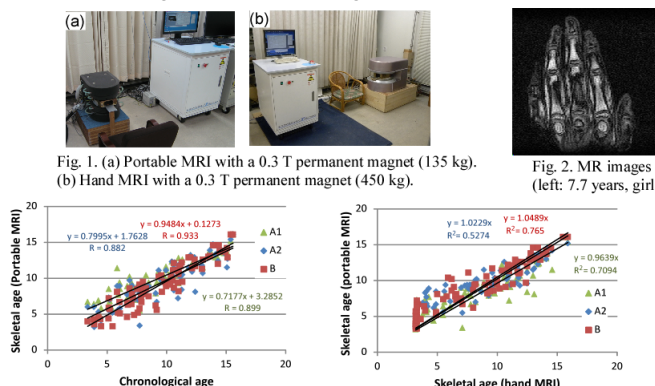 (a)
(b)
Fig. 1. (a) Portable MRI with a 0.3 T permanent magnet (135 kg).
(b) Hand MRI with a 0.3 T permanent magnet (450 kg).
Fig. 2. MR images
(left: 7.7 years, girl
y = 0.9484x + 0.1273
R = 0.933
y = 0.7995x + 1.7628
R = 0.882
y = 0.7177x + 3.2852
R = 0.899
A1
A2
B
Skeletal age (Portable MRI)
20
15
10
5
0
0
5
10
15
20
Chronological age
y = 1.0489x
R² = 0.765
y = 1.0229x
R² = 0.5274
y = 0.9639x
R² = 0.7094
A1
A2
B
Skeletal age (portable MRI)
20
15
10
5
0
0
5
10
15
20
Skeletal age (hand MRI)